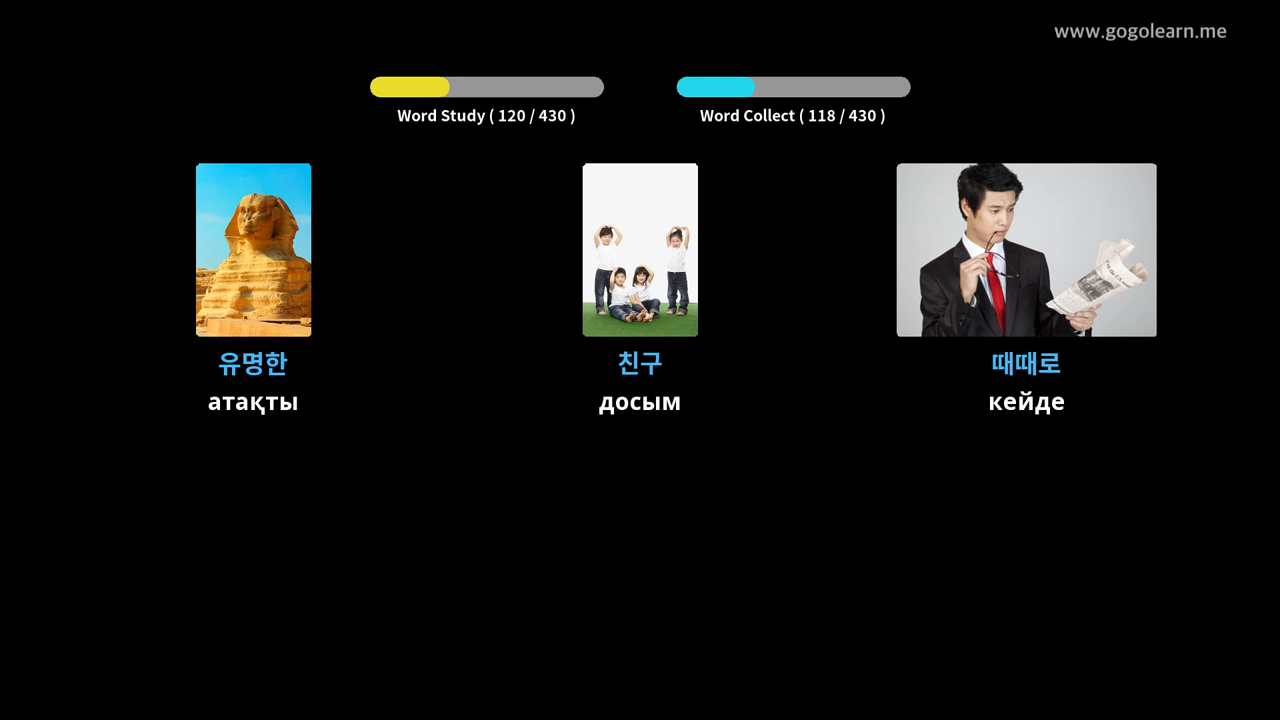 www.gogolearn.me
Word Study ( 120 / 430 )
Word Collect ( 118 / 430 )
유명한
친구
때때로
атақты
досым
кейде